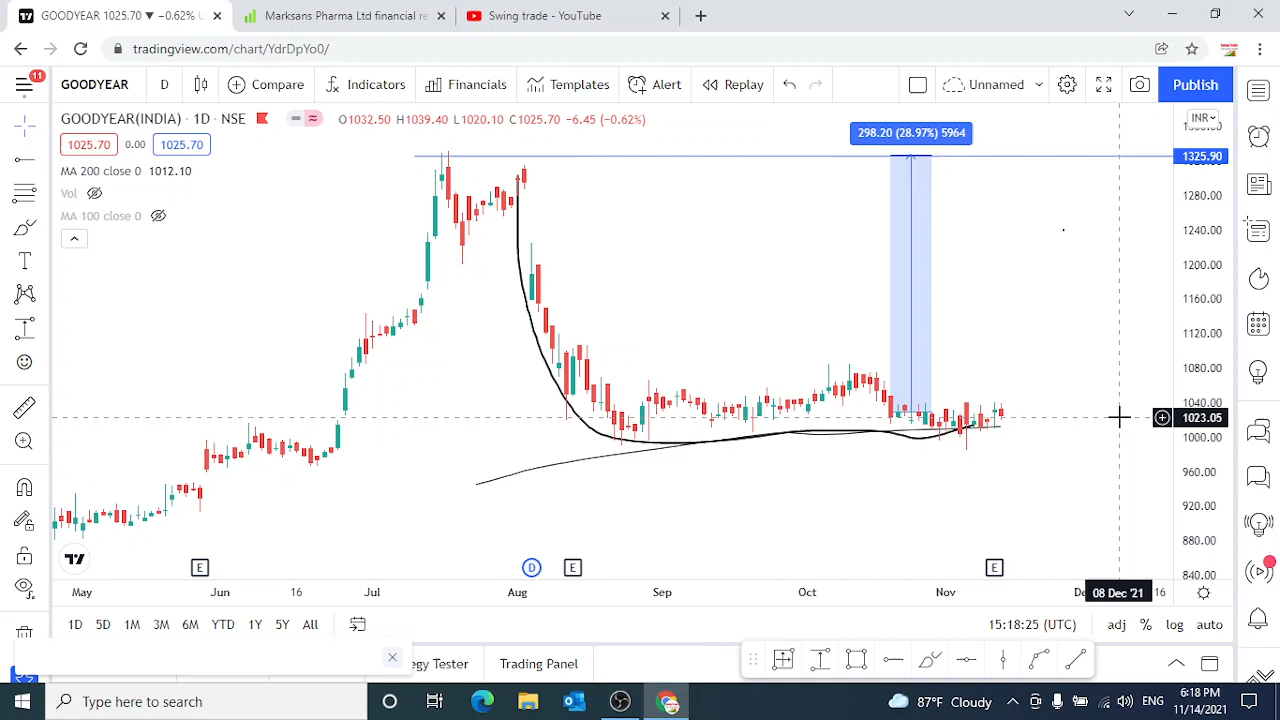 GOODYEAR 1025.70 ▼ −0.62% U
Marksans Pharma Ltd financial re
Swing trade - YouTube
tradingview.com/chart/YdrDpYo0/
11
GOODYEAR
D
Compare
Indicators
Financials
Templates
Alert
Replay
Unnamed
Publish
GOODYEAR(INDIA) · 1D · NSE
O1032.50 H1039.40 L1020.10 C1025.70 −6.45 (−0.62%)
INR
1025.70
0.00
1025.70
298.20 (28.97%) 5964
MA 200 close 0 1012.10
Vol
MA 100 close 0
1325.90
1280.00
1240.00
1200.00
1160.00
1120.00
1080.00
1040.00
1023.05
1000.00
960.00
920.00
880.00
840.00
E
D
E
E
May
Jun
16
Jul
Aug
Sep
Oct
Nov
08 Dec '21
16
1D
5D
1M
3M
6M
YTD
1Y
5Y
All
15:18:25 (UTC)
adj
%
log
auto
Tester
Trading Panel
Type here to search
87°F Cloudy
ENG
6:18 PM
11/14/2021